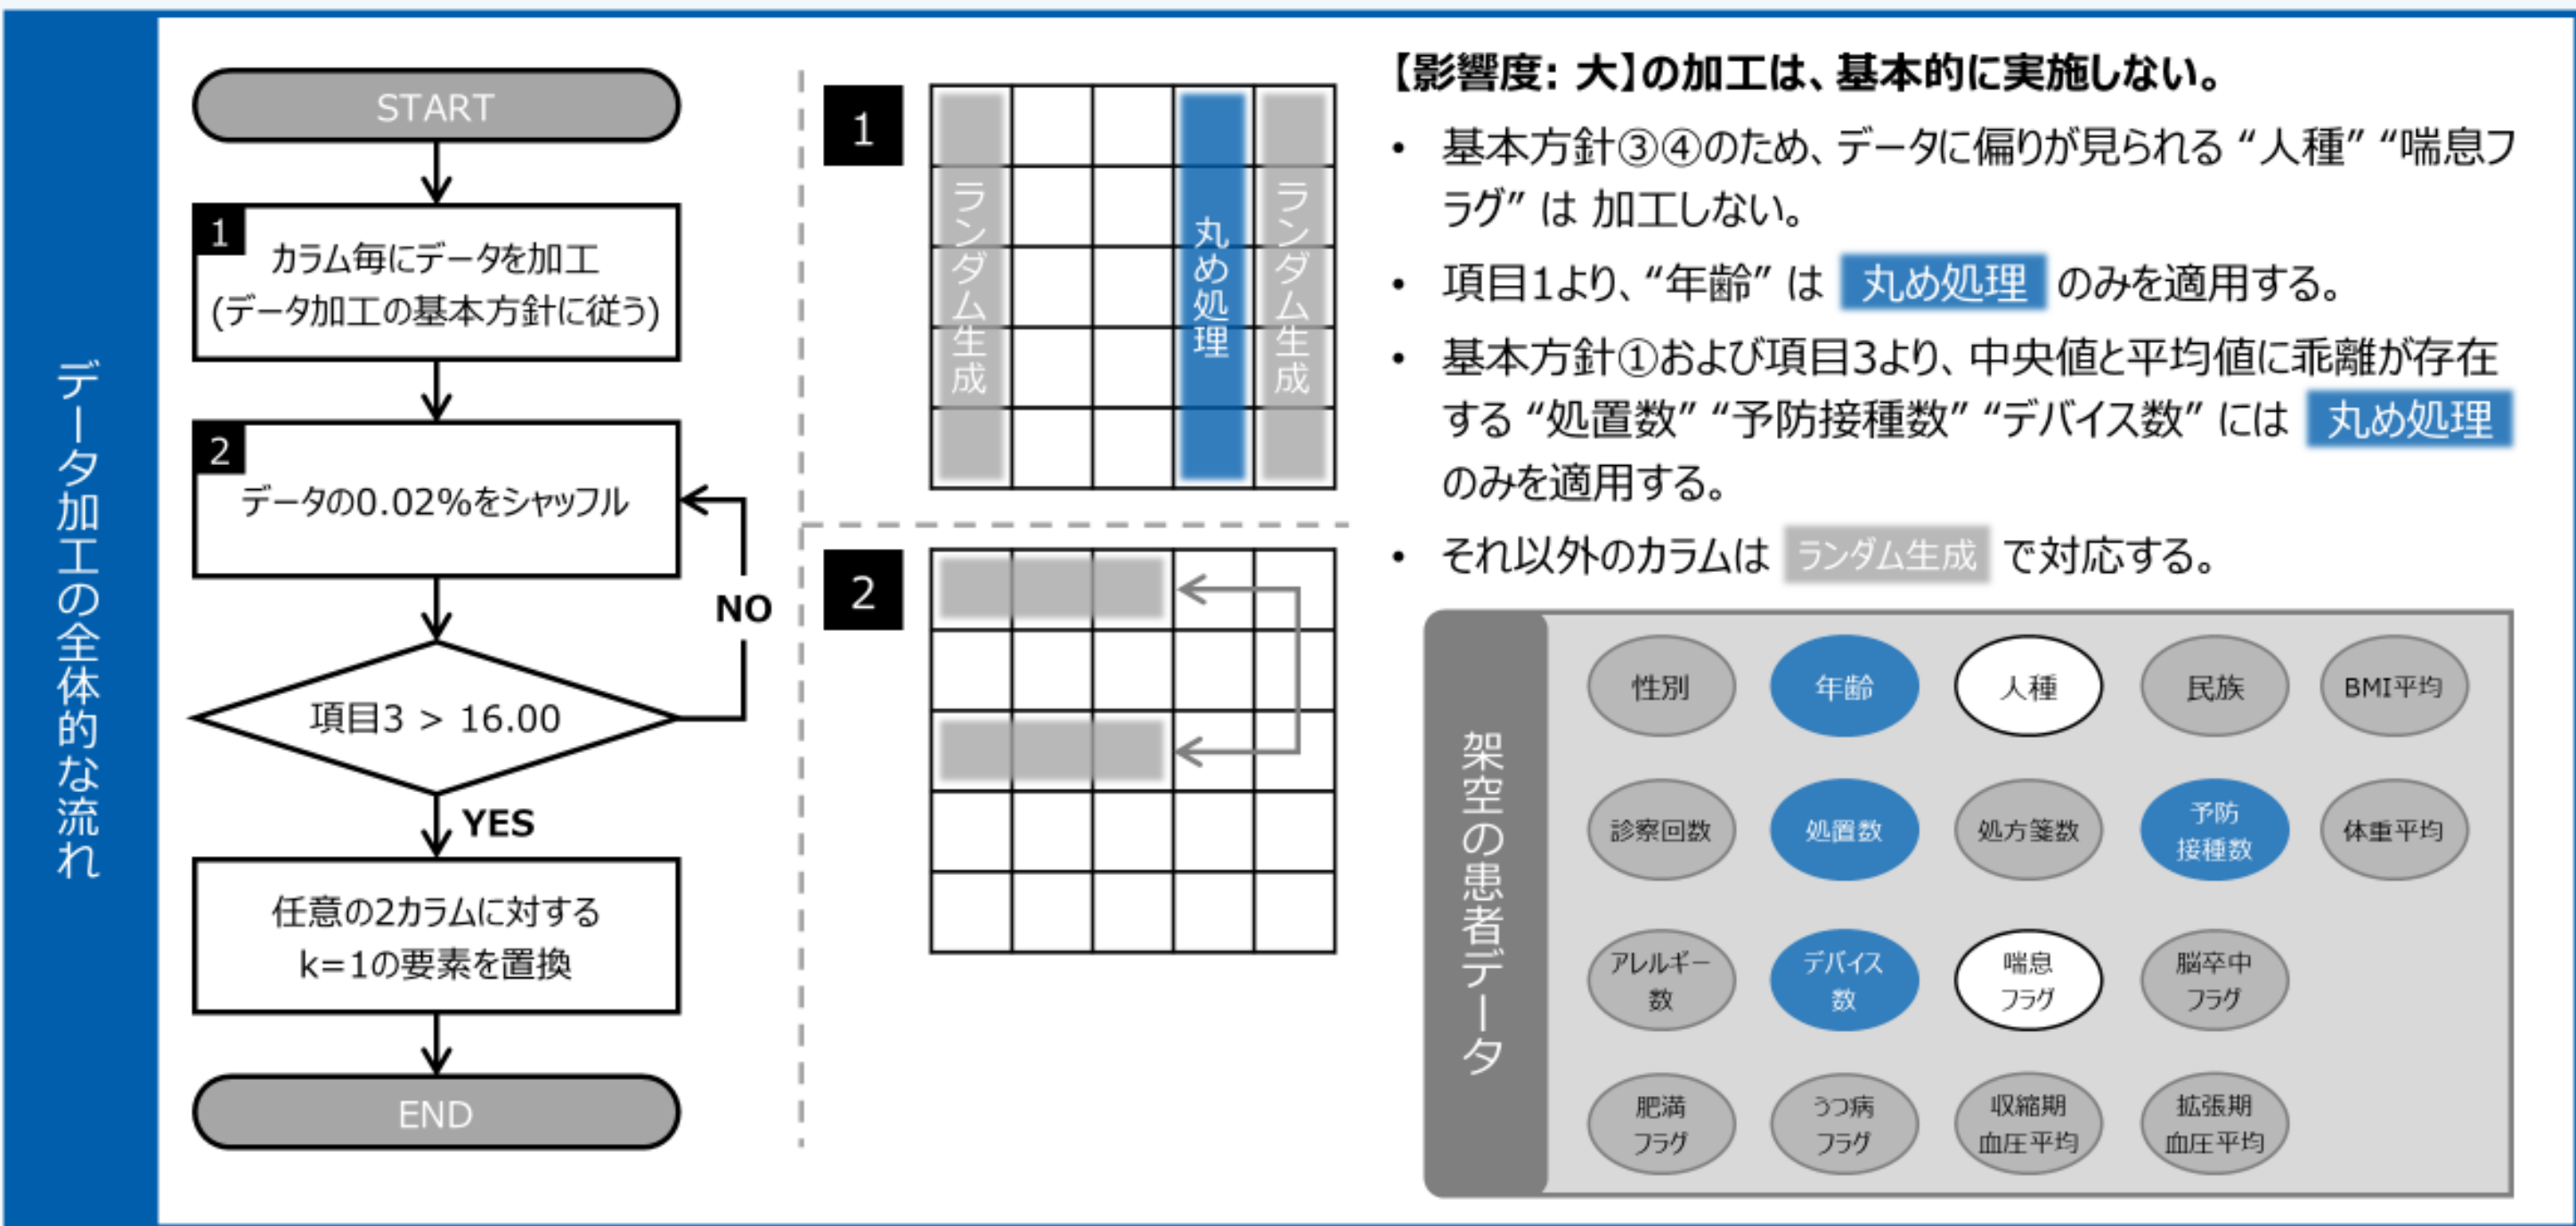 データ加工の全体的な流れ
START
1
カラム毎にデータを加工
(データ加工の基本方針に従う)
2
データの0.02%をシャッフル
NO
項目3 > 16.00
YES
任意の2カラムに対する
k=1の要素を置換
END
1
ランダム生成
丸め処理
ランダム生成
2
【影響度: 大】の加工は、基本的に実施しない。
• 基本方針③④のため、データに偏りが見られる “人種” “喘息フ
ラグ” は 加工しない。
• 項目1より、“年齢” は 丸め処理 のみを適用する。
• 基本方針①および項目3より、中央値と平均値に乖離が存在
する “処置数” “予防接種数” “デバイス数” には 丸め処理
のみを適用する。
• それ以外のカラムは ランダム生成 で対応する。
架空の患者データ
性別 年齢 人種 民族 BMI平均
診察回数 処置数 処方箋数 予防
接種数 体重平均
アレルギー
数 デバイス
数 喘息
フラグ 脳卒中
フラグ
肥満
フラグ うつ病
フラグ 収縮期
血圧平均 拡張期
血圧平均